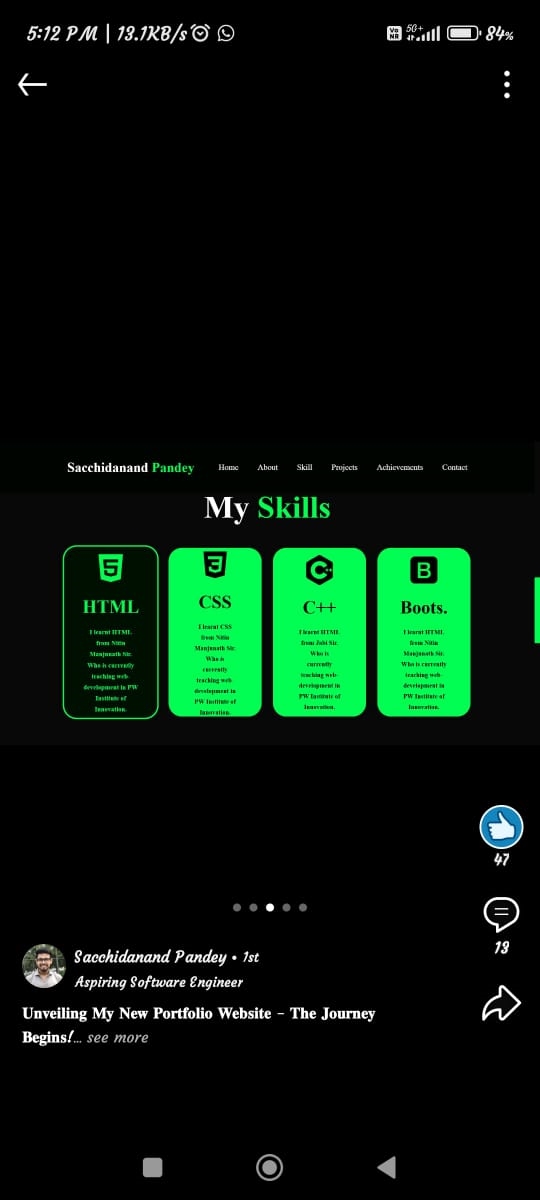 5:12 PM | 13.1KB/s
Vo NR 5G+ 84%
Sacchidanand Pandey Home About Skill Projects Achievements Contact
My Skills
HTML
I learnt HTML
from Nitin
Manjunath Sir.
Who is currently
teaching web-
development in PW
Institute of
Innovation.
CSS
I learnt CSS
from Nitin
Manjunath Sir.
Who is
currently
teaching web-
development in
PW Institute of
Innovation.
C++
I learnt HTML
from Jobi Sir.
Who is
currently
teaching web-
development in
PW Institute of
Innovation.
B
Boots.
I learnt HTML
from Nitin
Manjunath Sir.
Who is currently
teaching web-
development in
PW Institute of
Innovation.
47
13
Sacchidanand Pandey • 1st
Aspiring Software Engineer
Unveiling My New Portfolio Website – The Journey
Begins!... see more